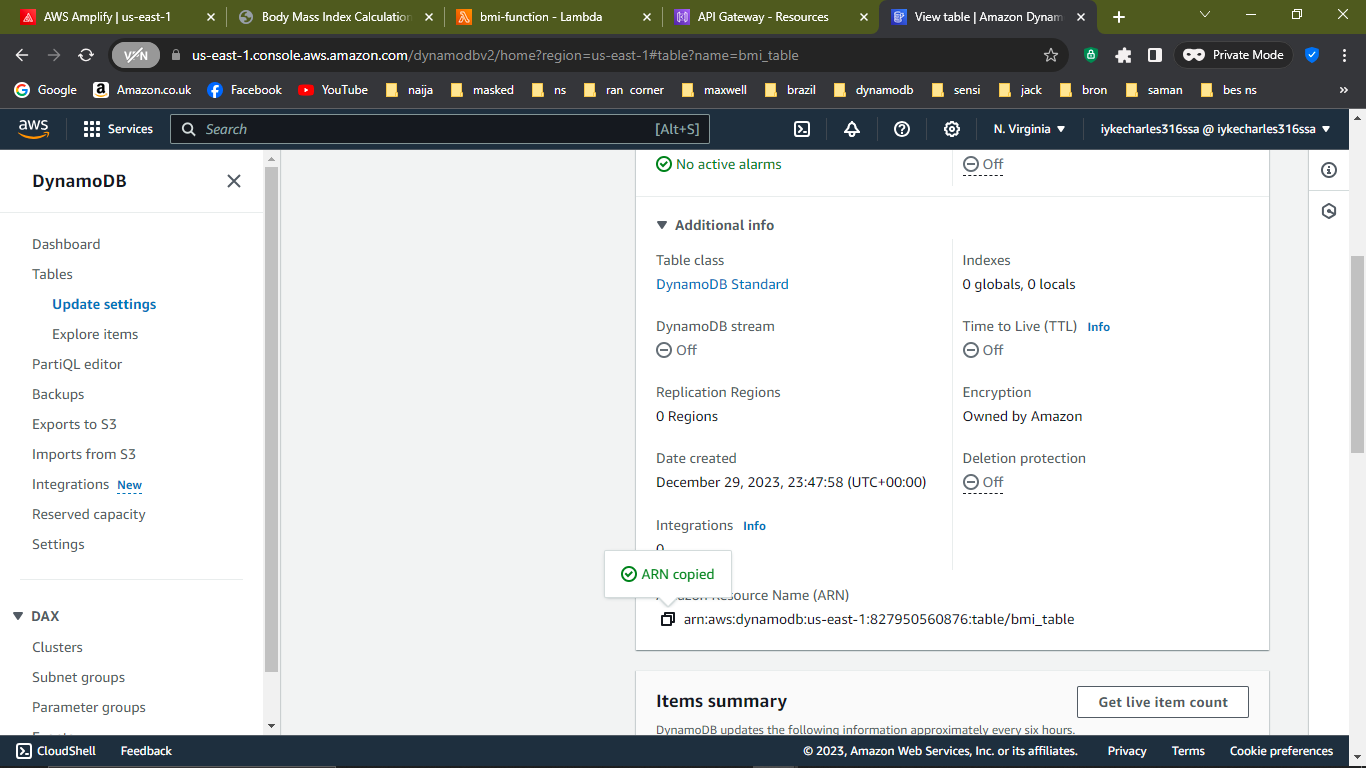 AWS Amplify | us-east-1
Body Mass Index Calculation
bmi-function - Lambda
API Gateway - Resources
View table | Amazon Dynam
VPN
us-east-1.console.aws.amazon.com/dynamodbv2/home?region=us-east-1#table?name=bmi_table
Private Mode
Google
Amazon.co.uk
Facebook
YouTube
naija
masked
ns
ran corner
maxwell
brazil
dynamodb
sensi
jack
bron
saman
bes ns
»
aws
Services
Search
[Alt+S]
N. Virginia
iykecharles316ssa @ iykecharles316ssa
DynamoDB
Dashboard
Tables
Update settings
Explore items
PartiQL editor
Backups
Exports to S3
Imports from S3
Integrations New
Reserved capacity
Settings
DAX
Clusters
Subnet groups
Parameter groups
No active alarms
Off
Additional info
Table class
DynamoDB Standard
Indexes
0 globals, 0 locals
DynamoDB stream
Off
Time to Live (TTL) Info
Off
Replication Regions
0 Regions
Encryption
Owned by Amazon
Date created
December 29, 2023, 23:47:58 (UTC+00:00)
Deletion protection
Off
Integrations Info
0
ARN copied
Resource Name (ARN)
arn:aws:dynamodb:us-east-1:827950560876:table/bmi_table
Items summary
Get live item count
DynamoDB updates the following information approximately every six hours.
CloudShell
Feedback
© 2023, Amazon Web Services, Inc. or its affiliates.
Privacy
Terms
Cookie preferences